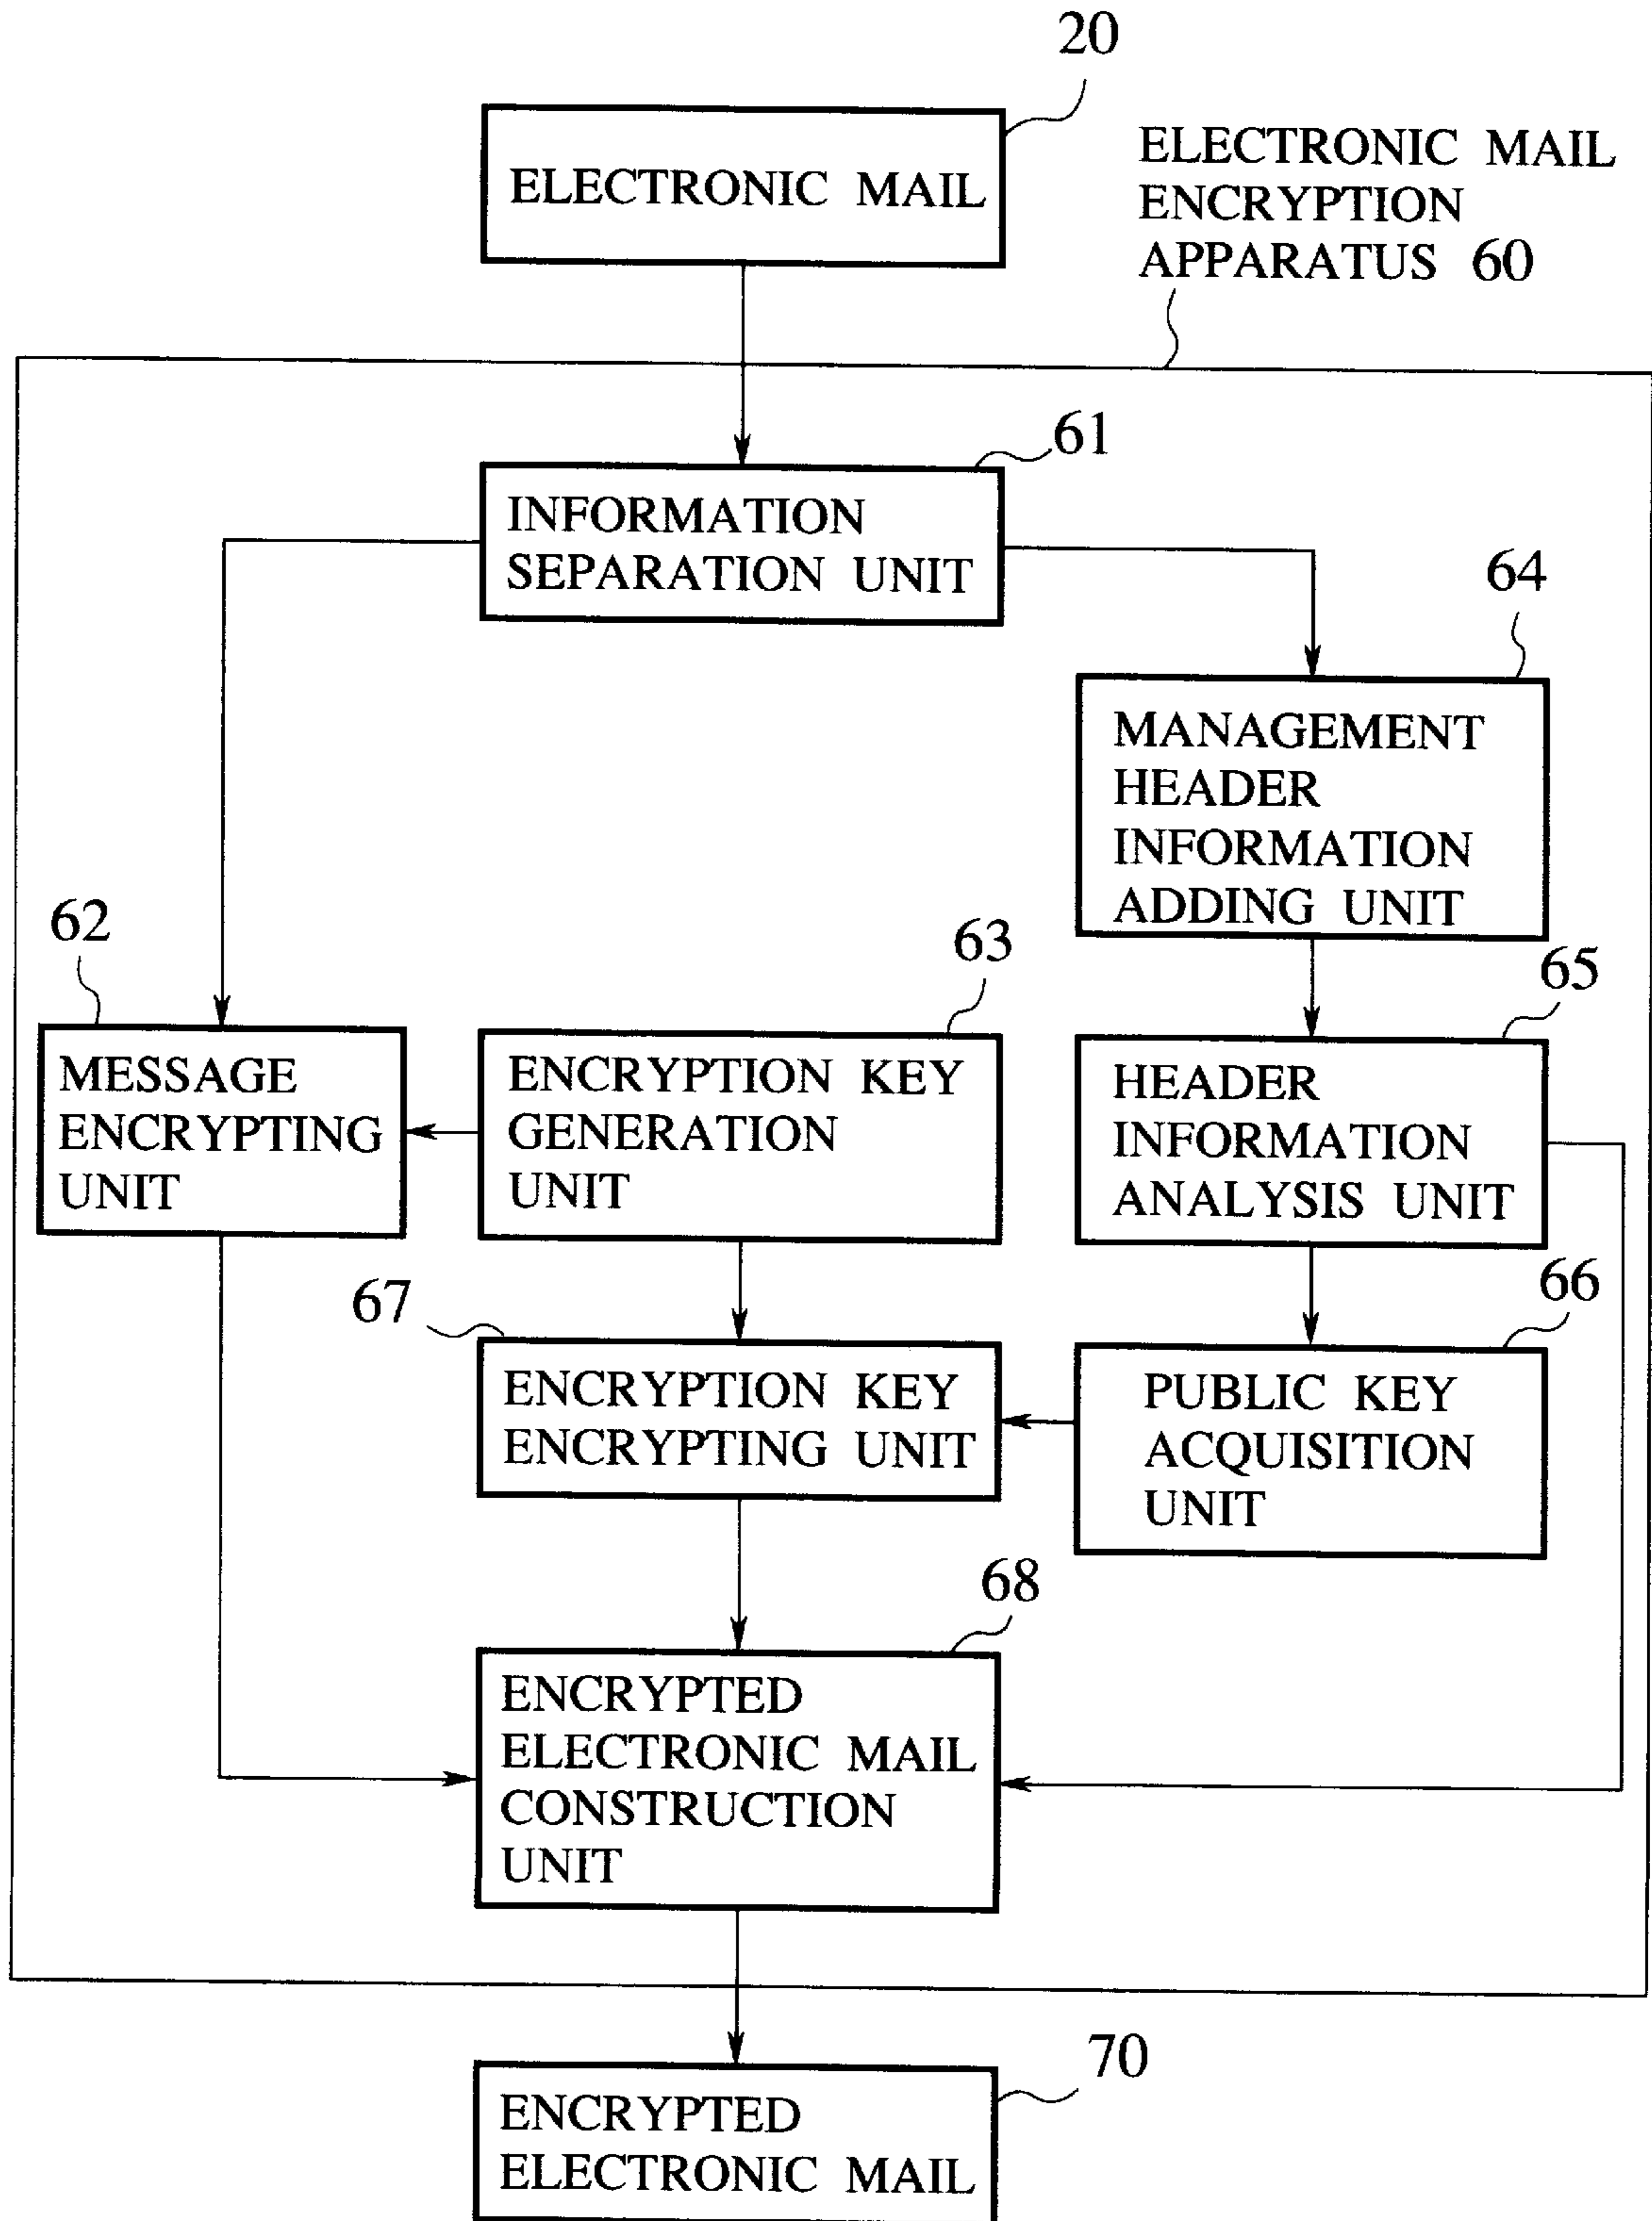 20
ELECTRONIC MAIL
ELECTRONIC MAIL
ENCRYPTION
APPARATUS 60
61
INFORMATION
SEPARATION UNIT
64
MANAGEMENT
HEADER
INFORMATION
ADDING UNIT
62
MESSAGE
ENCRYPTING
UNIT
63
ENCRYPTION KEY
GENERATION
UNIT
65
HEADER
INFORMATION
ANALYSIS UNIT
67
ENCRYPTION KEY
ENCRYPTING UNIT
66
PUBLIC KEY
ACQUISITION
UNIT
68
ENCRYPTED
ELECTRONIC MAIL
CONSTRUCTION
UNIT
70
ENCRYPTED
ELECTRONIC MAIL